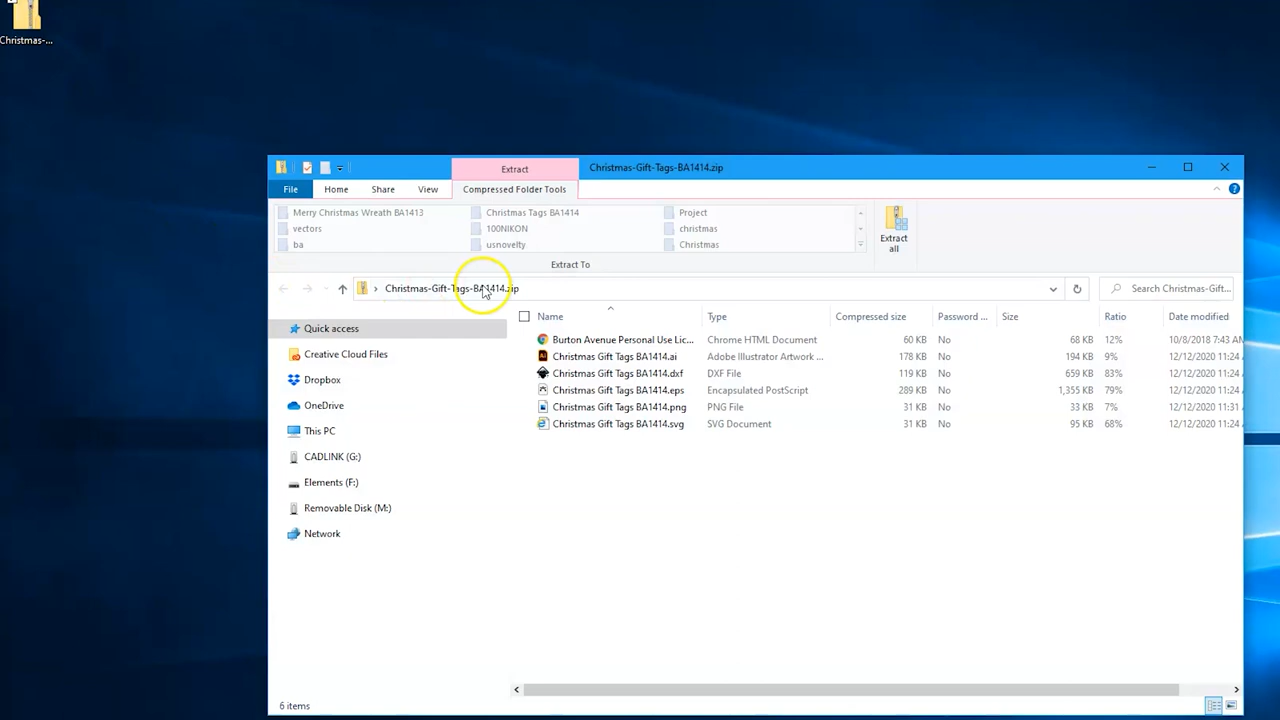 Christmas-...
Extract
Christmas-Gift-Tags-BA1414.zip
File
Home
Share
View
Compressed Folder Tools
Merry Christmas Wreath BA1413
Christmas Tags BA1414
Project
vectors
100NIKON
christmas
ba
usnovelty
Christmas
Extract
all
Extract To
Christmas-Gift-Tags-BA1414.zip
Search Christmas-Gift...
Name
Type
Compressed size
Password ...
Size
Ratio
Date modified
Quick access
Creative Cloud Files
Dropbox
OneDrive
This PC
CADLINK (G:)
Elements (F:)
Removable Disk (M:)
Network
Burton Avenue Personal Use Lic... Chrome HTML Document 60 KB No 68 KB 12% 10/8/2018 7:43 A
Christmas Gift Tags BA1414.ai Adobe Illustrator Artwork ... 178 KB No 194 KB 9% 12/12/2020 11:24
Christmas Gift Tags BA1414.dxf DXF File 119 KB No 659 KB 83% 12/12/2020 11:24
Christmas Gift Tags BA1414.eps Encapsulated PostScript 289 KB No 1,355 KB 79% 12/12/2020 11:24
Christmas Gift Tags BA1414.png PNG File 31 KB No 33 KB 7% 12/12/2020 11:31
Christmas Gift Tags BA1414.svg SVG Document 31 KB No 95 KB 68% 12/12/2020 11:24
6 items